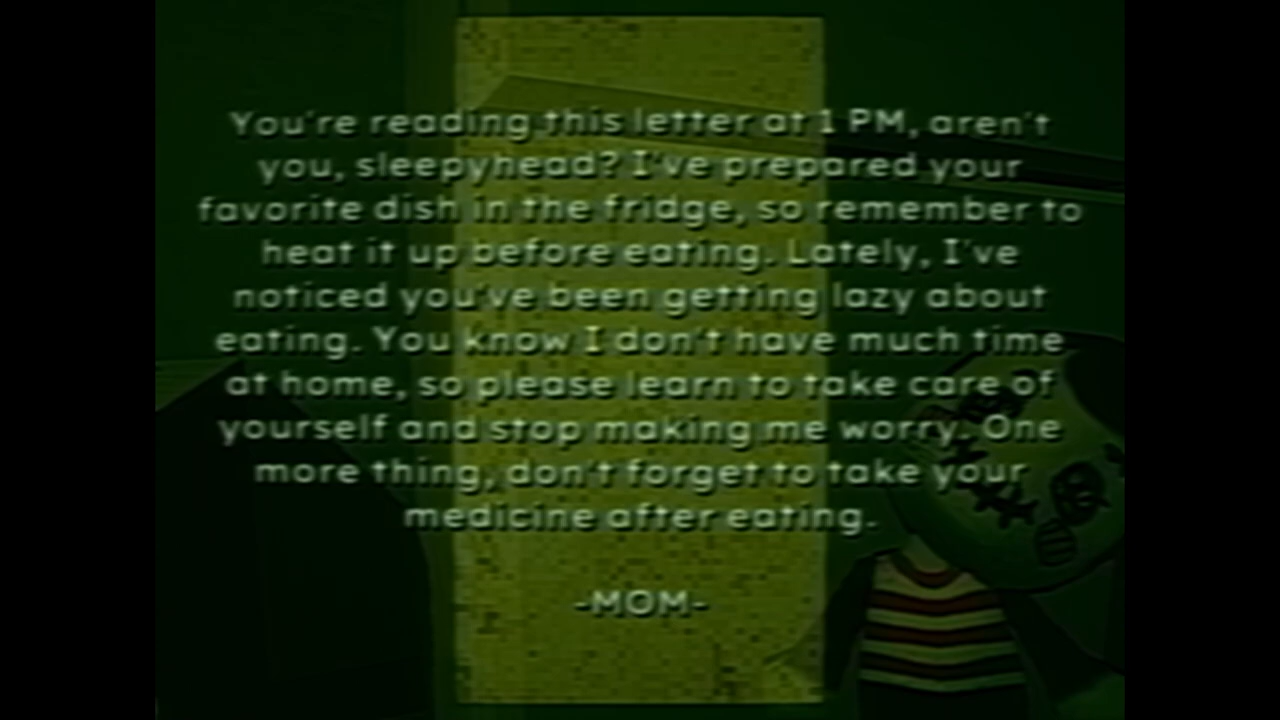 You're reading this letter at 1 PM, aren't
you, sleepyhead? I've prepared your
favorite dish in the fridge, so remember to
heat it up before eating. Lately, I've
noticed you've been getting lazy about
eating. You know I don't have much time
at home, so please learn to take care of
yourself and stop making me worry. One
more thing, don't forget to take your
medicine after eating.
-MOM-